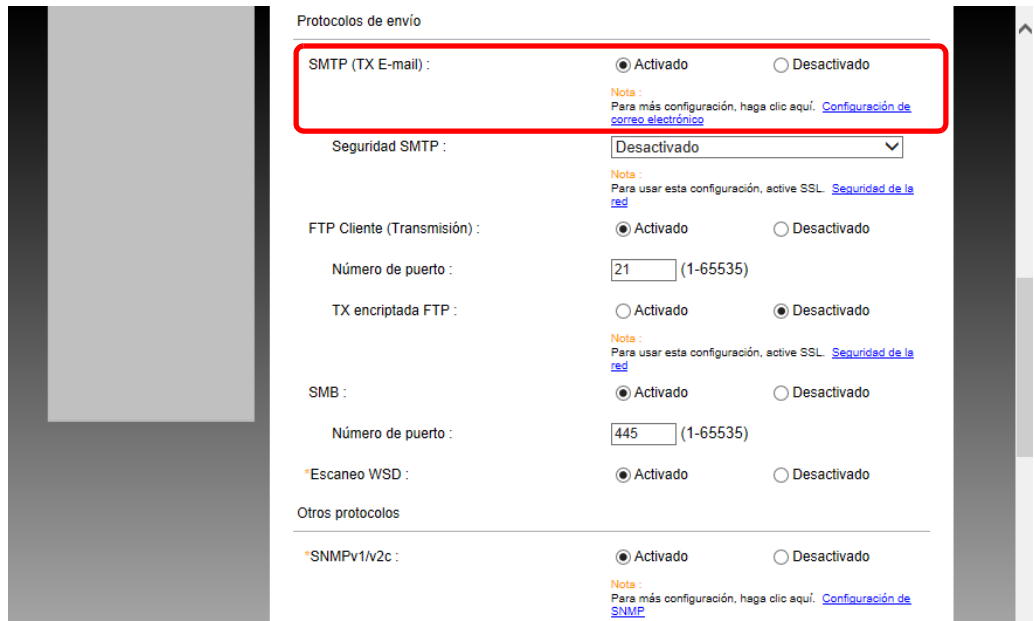 Protocolos de envío
SMTP (TX E-mail) : Activado Desactivado
Nota :
Para más configuración, haga clic aquí. Configuración de
correo electrónico
Seguridad SMTP : Desactivado
Nota :
Para usar esta configuración, active SSL. Seguridad de la
red
FTP Cliente (Transmisión) : Activado Desactivado
Número de puerto : 21 (1-65535)
TX encriptada FTP : Activado Desactivado
Nota :
Para usar esta configuración, active SSL. Seguridad de la
red
SMB : Activado Desactivado
Número de puerto : 445 (1-65535)
*Escaneo WSD : Activado Desactivado
Otros protocolos
*SNMPv1/v2c : Activado Desactivado
Nota :
Para más configuración, haga clic aquí. Configuración de
SNMP